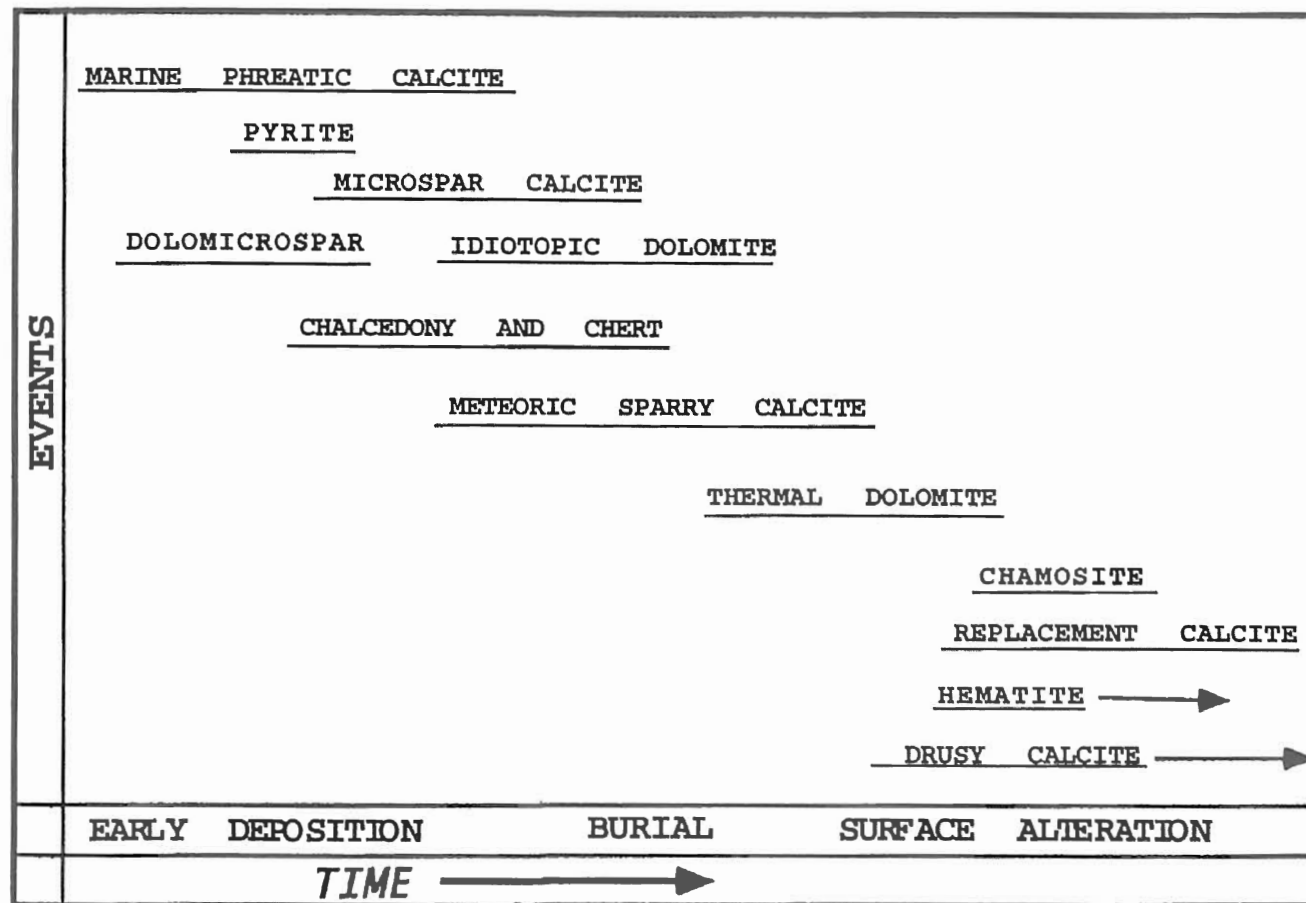 MARINE PHREATIC CALCITE
PYRITE
MICROSPAR CALCITE
DOLOMICROSPAR IDIOTOPIC DOLOMITE
CHALCEDONY AND CHERT
METEORIC SPARRY CALCITE
THERMAL DOLOMITE
CHAMOSITE
REPLACEMENT CALCITE
HEMATITE
DRUSY CALCITE
EVENTS
EARLY DEPOSITION BURIAL SURFACE ALTERATION
TIME